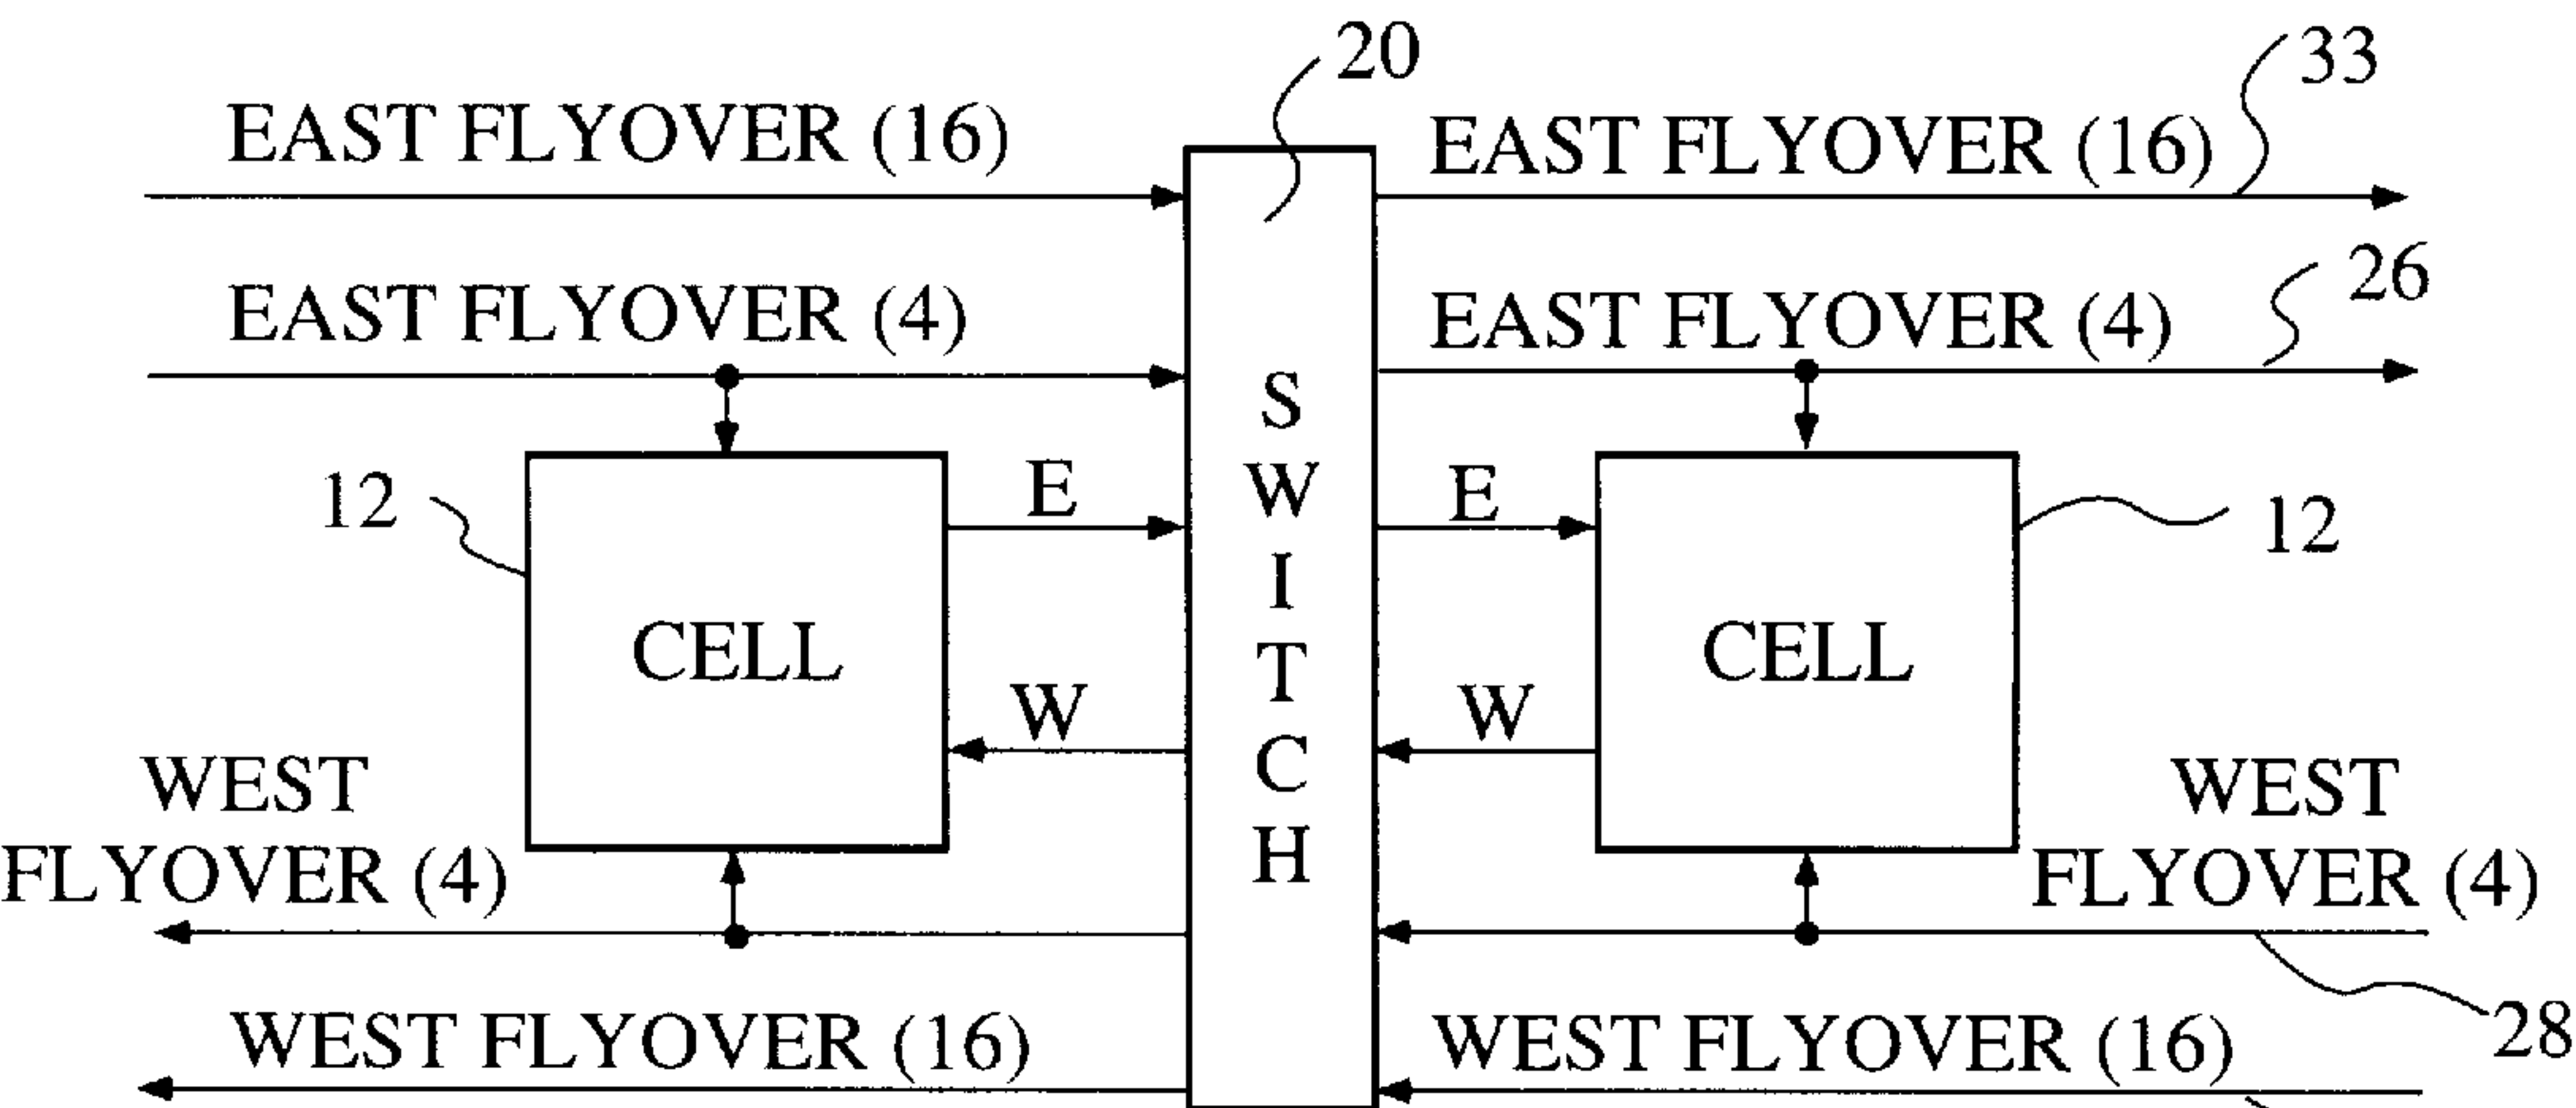 20
33
EAST FLYOVER (16)
EAST FLYOVER (16)
26
EAST FLYOVER (4)
EAST FLYOVER (4)
SWITCH
12
E
E
12
CELL
CELL
W
W
WEST
FLYOVER (4)
WEST
FLYOVER (4)
WEST FLYOVER (16)
WEST FLYOVER (16)
28